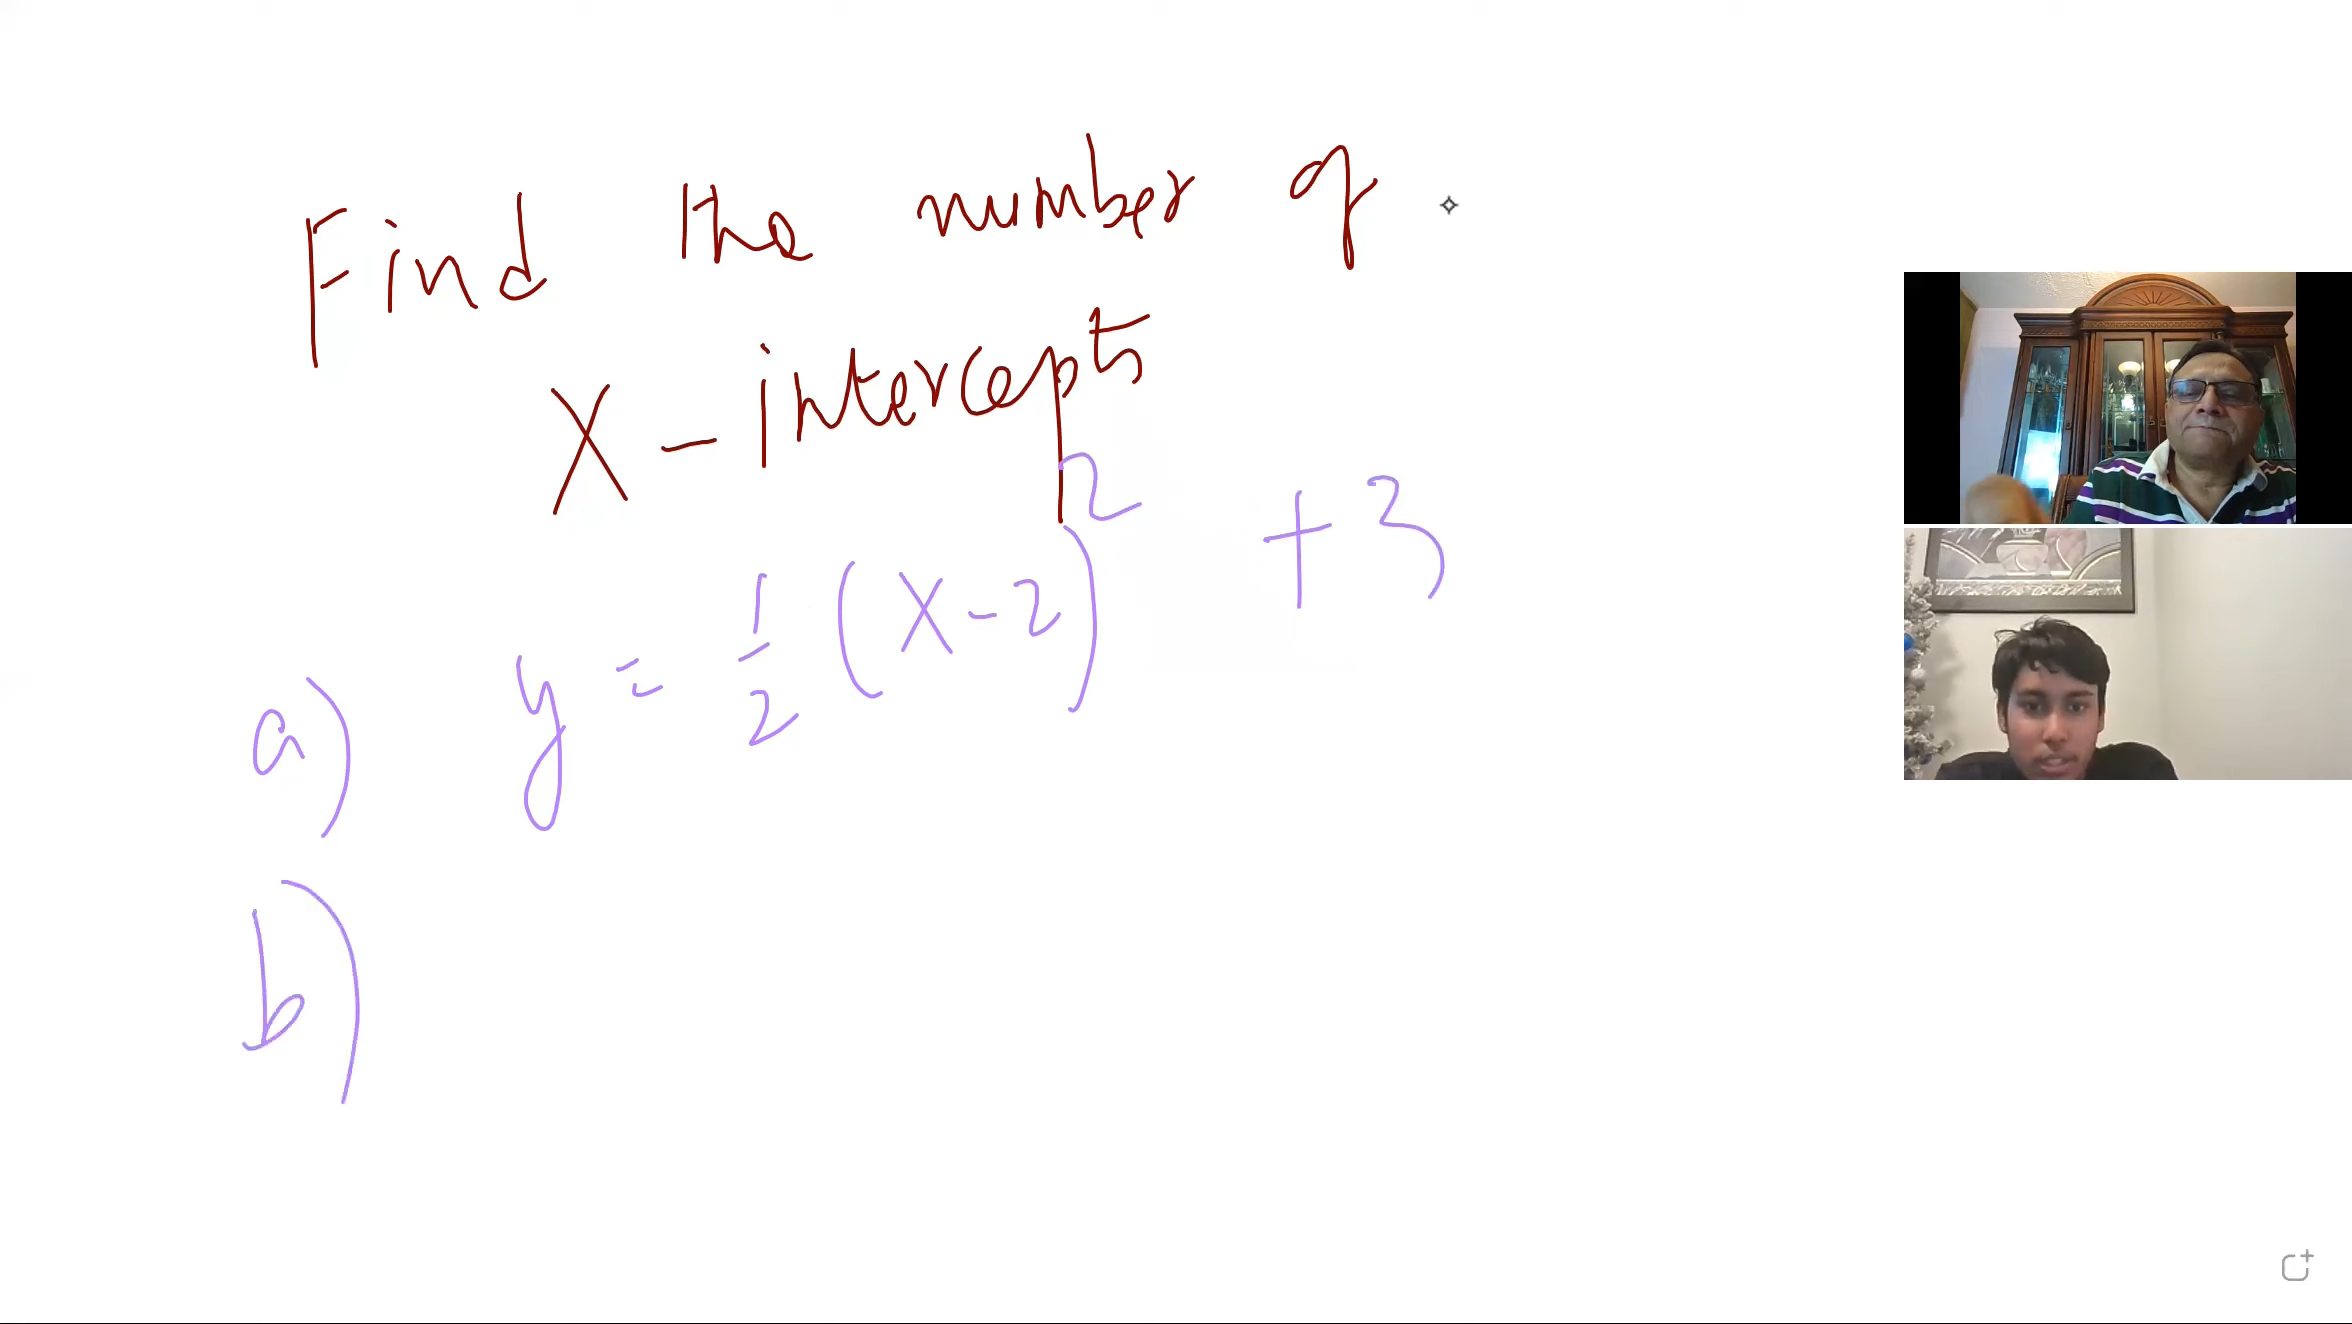 Find the number of
X-intercepts
a) y = 1/2 (x-2)² +3
b)